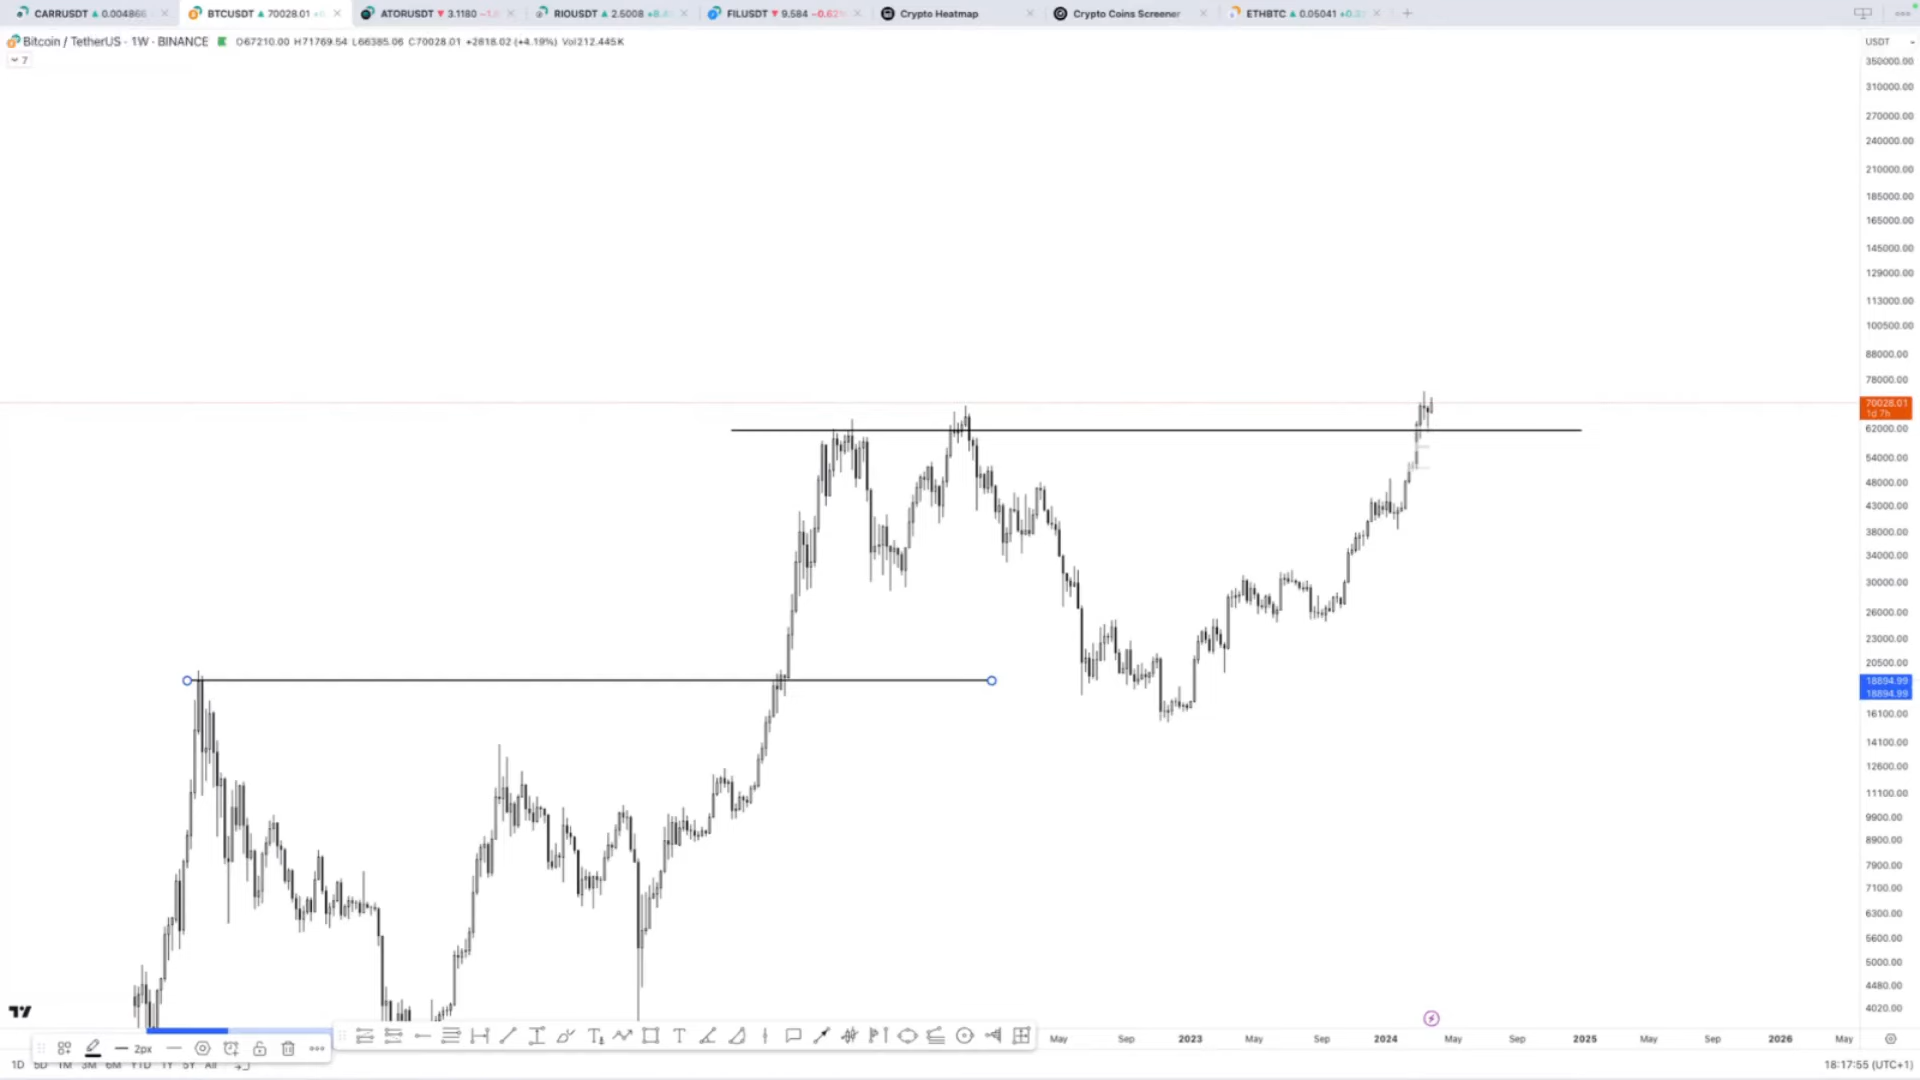 CARRUSDT ▲ 0.004866
BTCUSDT ▲ 70028.01
ATORUSDT ▼ 3.1180
RIOUSDT ▲ 2.5008
FILUSDT ▼ 9.584 −0.62
Crypto Heatmap
Crypto Coins Screener
ETHBTC ▲ 0.05041
Bitcoin / TetherUS · 1W · BINANCE O67210.00 H71769.54 L66385.06 C70028.01 +2818.02 (+4.19%) Vol212.445K
7
USDT
350000.00
310000.00
270000.00
240000.00
210000.00
185000.00
165000.00
145000.00
129000.00
113000.00
100500.00
88000.00
78000.00
70028.01
1d 7h
62000.00
54000.00
48000.00
43000.00
38000.00
34000.00
30000.00
26000.00
23000.00
20500.00
18894.99
18894.99
16100.00
14100.00
12600.00
11100.00
9900.00
8900.00
7900.00
7100.00
6300.00
5600.00
5000.00
4480.00
4020.00
May Sep 2023 May Sep 2024 May Sep 2025 May Sep 2026 May
2px
1D 5D 1M 3M 6M YTD 1Y 5Y All
18:17:55 (UTC+1)